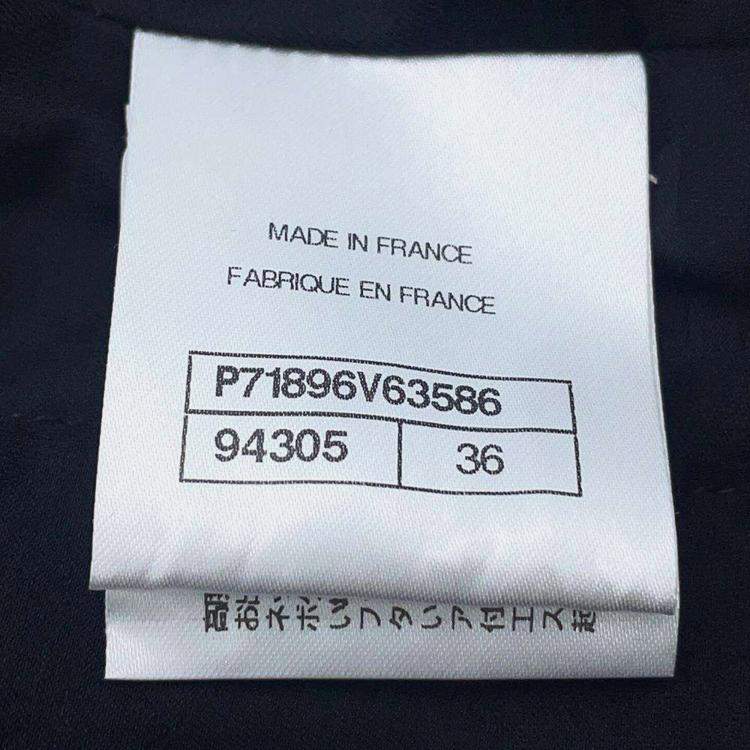 MADE IN FRANCE
FABRIQUE EN FRANCE
P71896V63586
94305 36